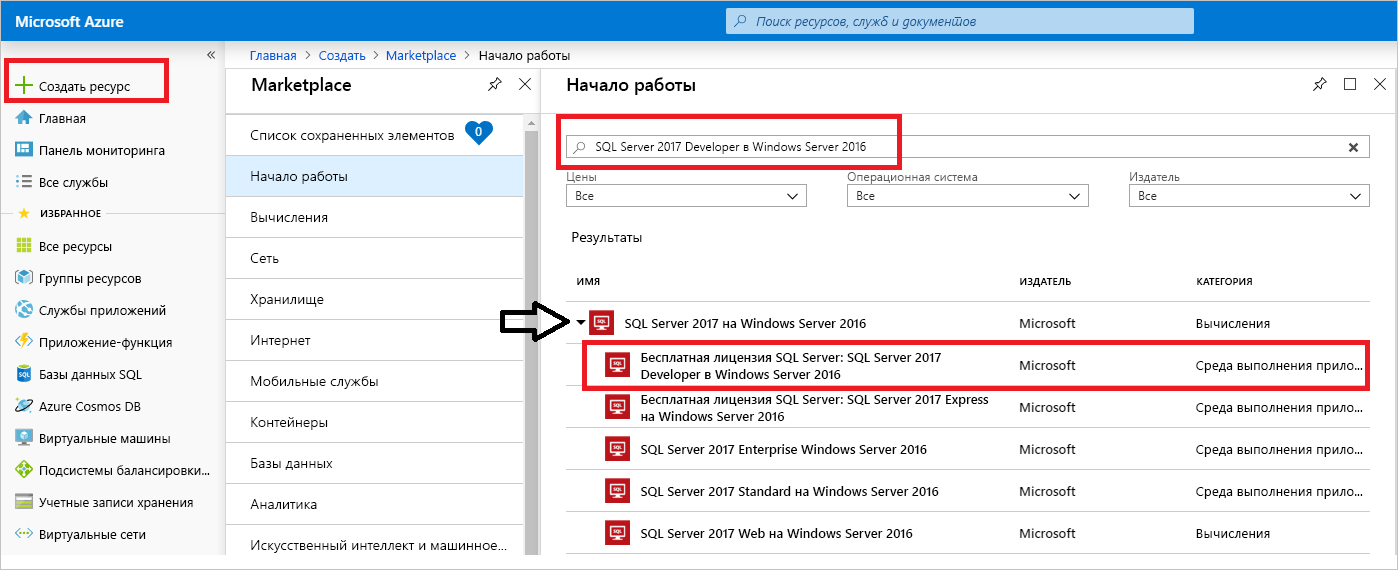 Microsoft Azure
Поиск ресурсов, служб и документов
Создать ресурс
Главная
Панель мониторинга
Все службы
ИЗБРАННОЕ
Все ресурсы
Группы ресурсов
Службы приложений
Приложение-функция
Базы данных SQL
Azure Cosmos DB
Виртуальные машины
Подсистемы балансировки...
Учетные записи хранения
Виртуальные сети
Главная > Создать > Marketplace > Начало работы
Marketplace
Список сохраненных элементов 0
Начало работы
Вычисления
Сеть
Хранилище
Интернет
Мобильные службы
Контейнеры
Базы данных
Аналитика
Искусственный интеллект и машинное...
Начало работы
SQL Server 2017 Developer в Windows Server 2016
Цены Операционная система Издатель
Все Все Все
Результаты
ИМЯ ИЗДАТЕЛЬ КАТЕГОРИЯ
SQL Server 2017 на Windows Server 2016 Microsoft Вычисления
Бесплатная лицензия SQL Server: SQL Server 2017
Developer в Windows Server 2016 Microsoft Среда выполнения прило...
Бесплатная лицензия SQL Server: SQL Server 2017 Express
на Windows Server 2016 Microsoft Среда выполнения прило...
SQL Server 2017 Enterprise Windows Server 2016 Microsoft Среда выполнения прило...
SQL Server 2017 Standard на Windows Server 2016 Microsoft Среда выполнения прило...
SQL Server 2017 Web на Windows Server 2016 Microsoft Вычисления